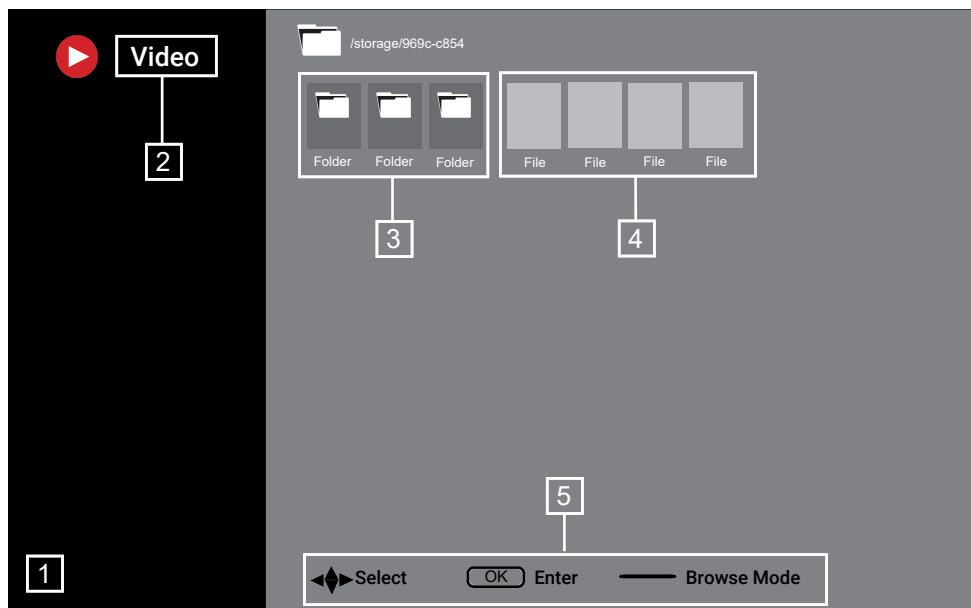 Video
2
/storage/969c-c854
Folder Folder Folder
File File File File
3
4
5
1
Select OK Enter Browse Mode